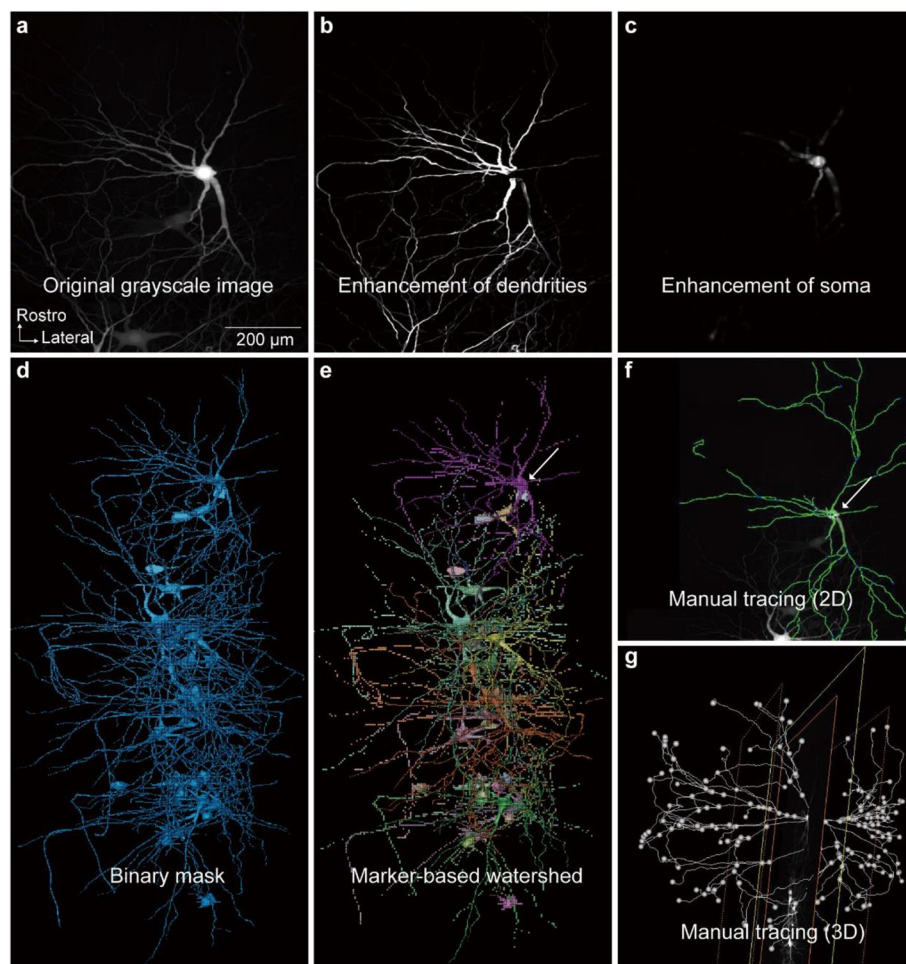 a
b
c
Original grayscale image
Enhancement of dendrities
Enhancement of soma
Rostro
Lateral
200 µm
d
e
f
Manual tracing (2D)
g
Binary mask
Marker-based watershed
Manual tracing (3D)